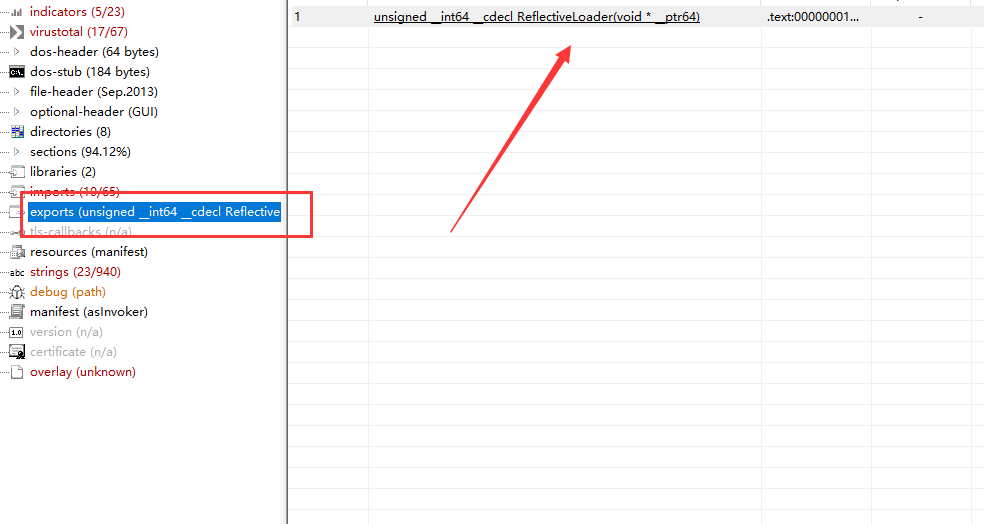 indicators (5/23)
virustotal (17/67)
dos-header (64 bytes)
dos-stub (184 bytes)
file-header (Sep.2013)
optional-header (GUI)
directories (8)
sections (94.12%)
libraries (2)
imports (10/65)
exports (unsigned __int64 __cdecl Reflective
tls-callbacks (n/a)
resources (manifest)
abc strings (23/940)
debug (path)
manifest (asInvoker)
1.0 version (n/a)
certificate (n/a)
overlay (unknown)
1 unsigned __int64 __cdecl ReflectiveLoader(void * __ptr64) .text:00000001... -